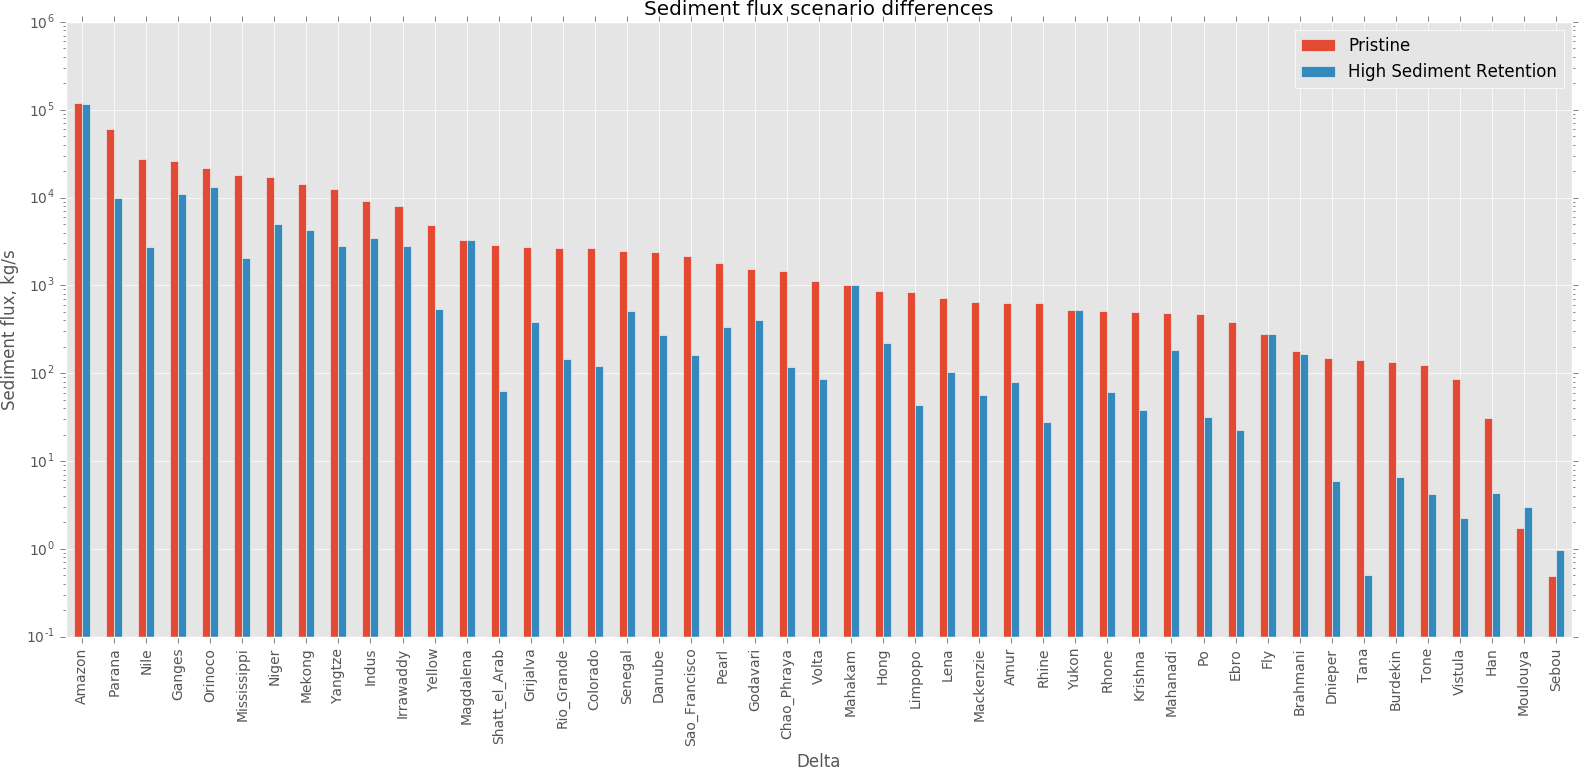 Sediment flux scenario differences
Pristine
High Sediment Retention
Sediment flux, kg/s
10^6
10^5
10^4
10^3
10^2
10^1
10^0
10^-1
Amazon
Parana
Nile
Ganges
Orinoco
Mississippi
Niger
Mekong
Yangtze
Indus
Irrawaddy
Yellow
Magdalena
Shatt_el_Arab
Grijalva
Rio_Grande
Colorado
Senegal
Danube
Sao_Francisco
Pearl
Godavari
Chao_Phraya
Volta
Mahakam
Hong
Limpopo
Lena
Mackenzie
Amur
Rhine
Yukon
Rhone
Krishna
Mahanadi
Po
Ebro
Fly
Brahmani
Dnieper
Tana
Burdekin
Tone
Vistula
Han
Moulouya
Sebou
Delta